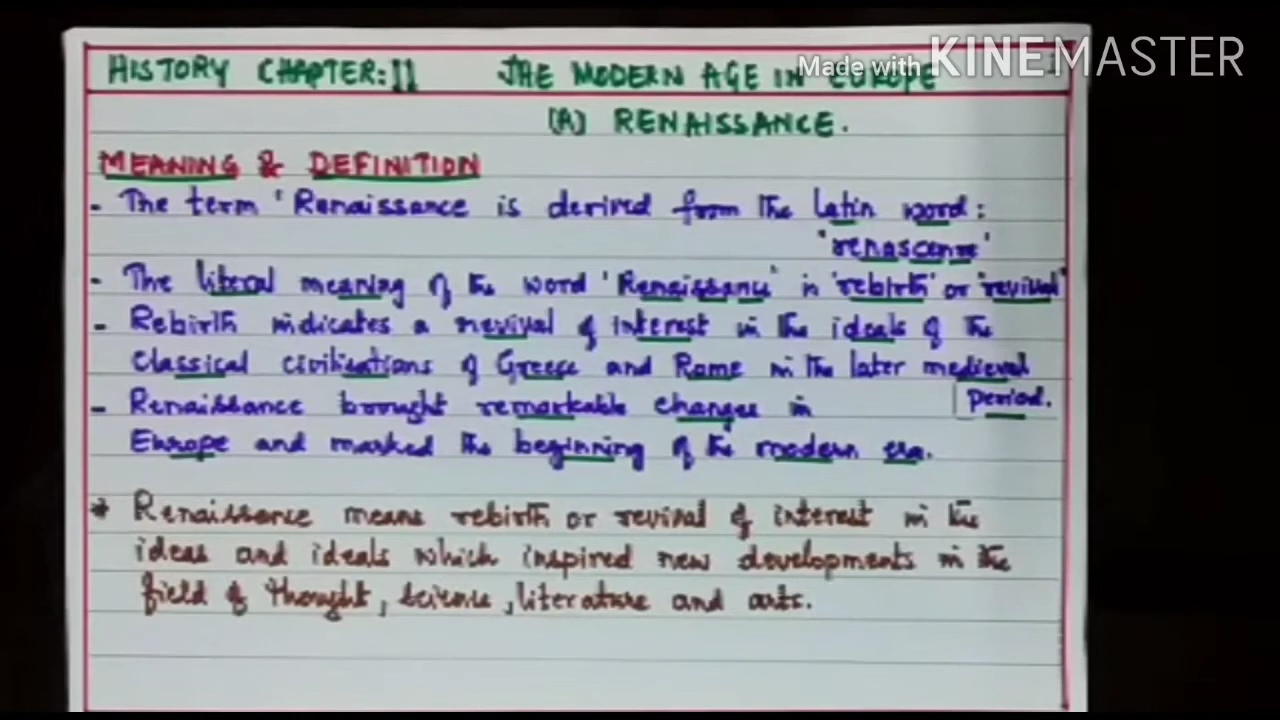 HISTORY CHAPTER:11 THE MODERN AGE IN EUROPE
Made with KINEMASTER
(A) RENAISSANCE.
MEANING & DEFINITION
- The term 'Renaissance is derived from the latin word:
'renascenre'
- The literal meaning of the word 'Renaissance' is 'rebirth' or 'revival'
- Rebirth indicates a revival of interest in the ideals of the
classical civilisations of Greece and Rome in the later medieval
period.
- Renaissance brought remarkable changes in
Europe and marked the beginning of the modern era.
* Renaissance means rebirth or revival of interest in the
ideas and ideals which inspired new developments in the
field of thought, science, literature and arts.